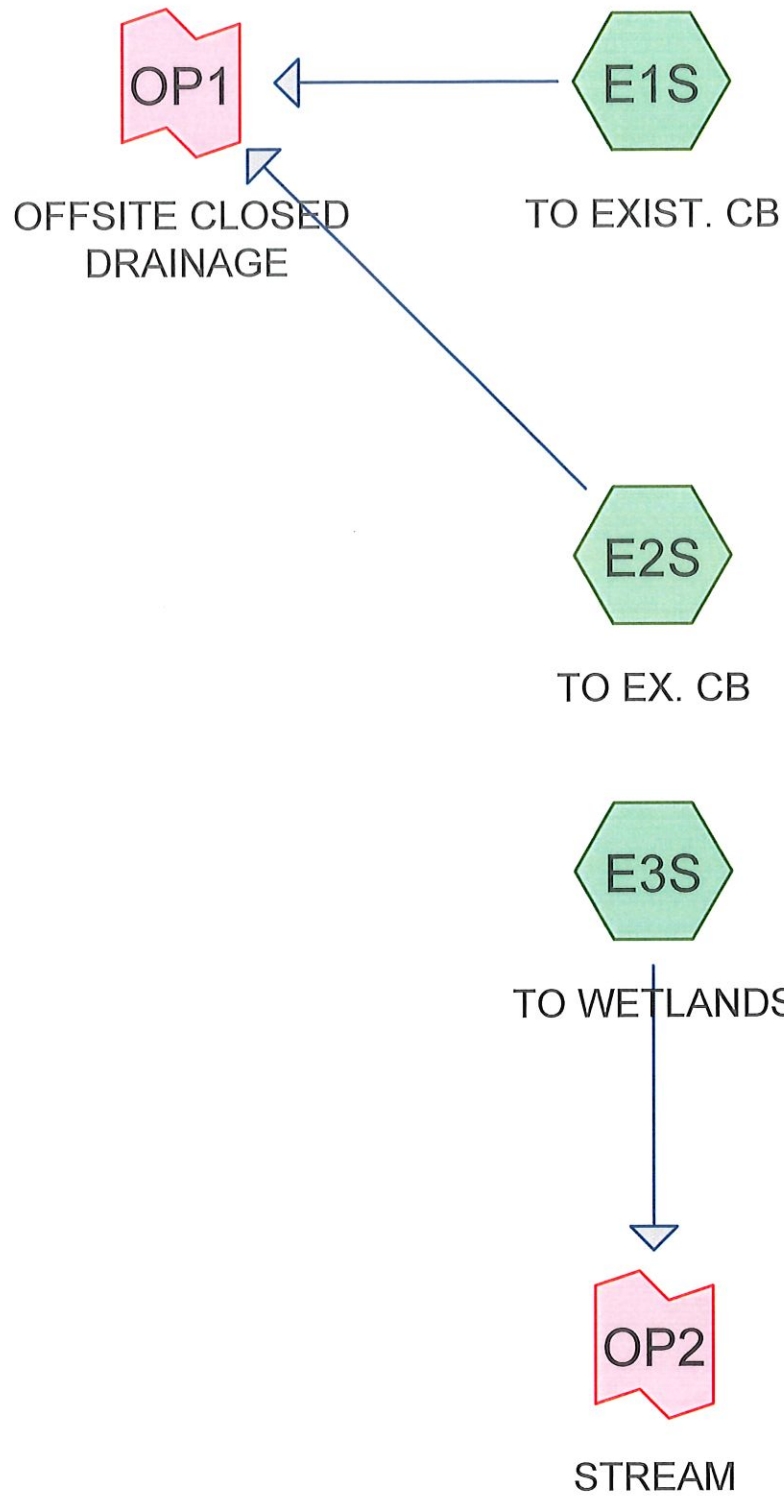 OP1
OFFSITE CLOSED
DRAINAGE
E1S
TO EXIST. CB
E2S
TO EX. CB
E3S
TO WETLANDS
OP2
STREAM